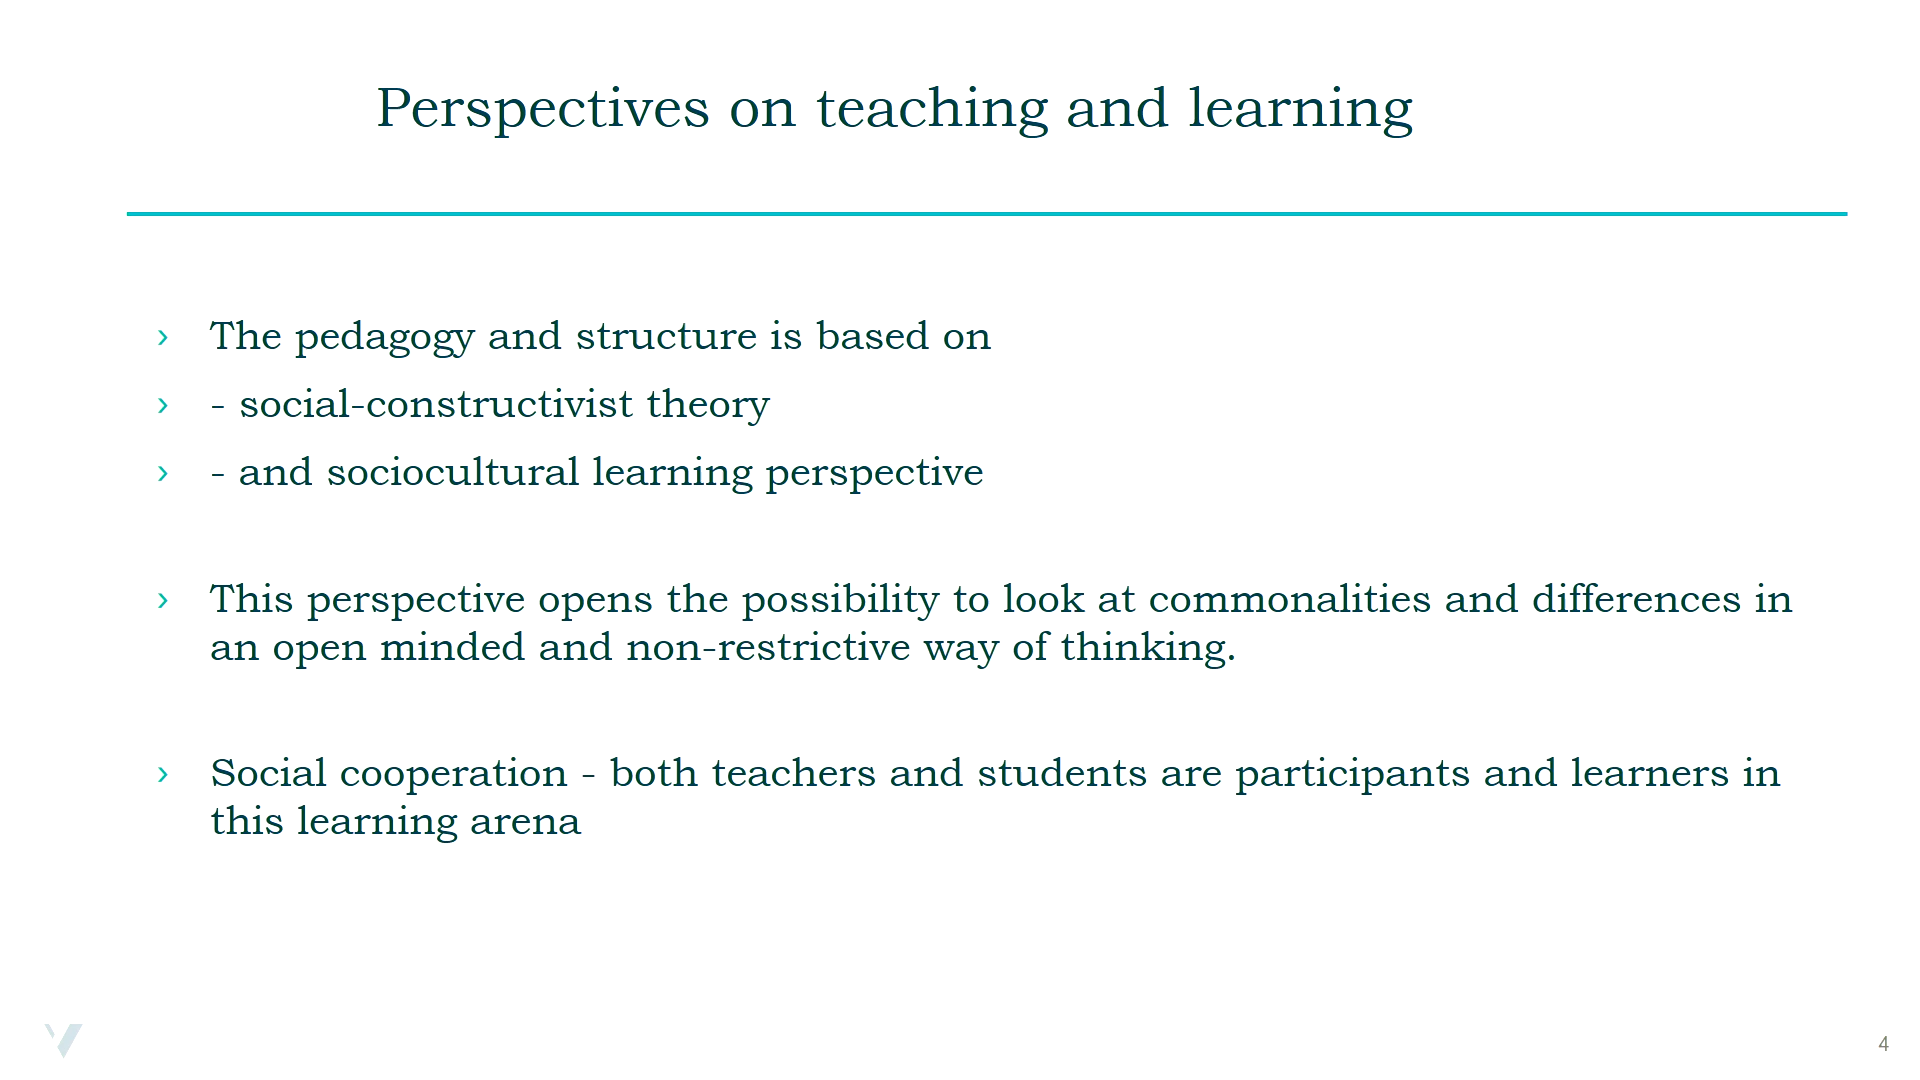 Perspectives on teaching and learning
› The pedagogy and structure is based on
› - social-constructivist theory
› - and sociocultural learning perspective
› This perspective opens the possibility to look at commonalities and differences in
an open minded and non-restrictive way of thinking.
› Social cooperation - both teachers and students are participants and learners in
this learning arena
4